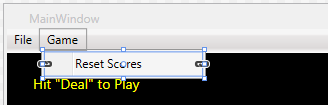 MainWindow
File Game
Reset Scores
Hit "Deal" to Play